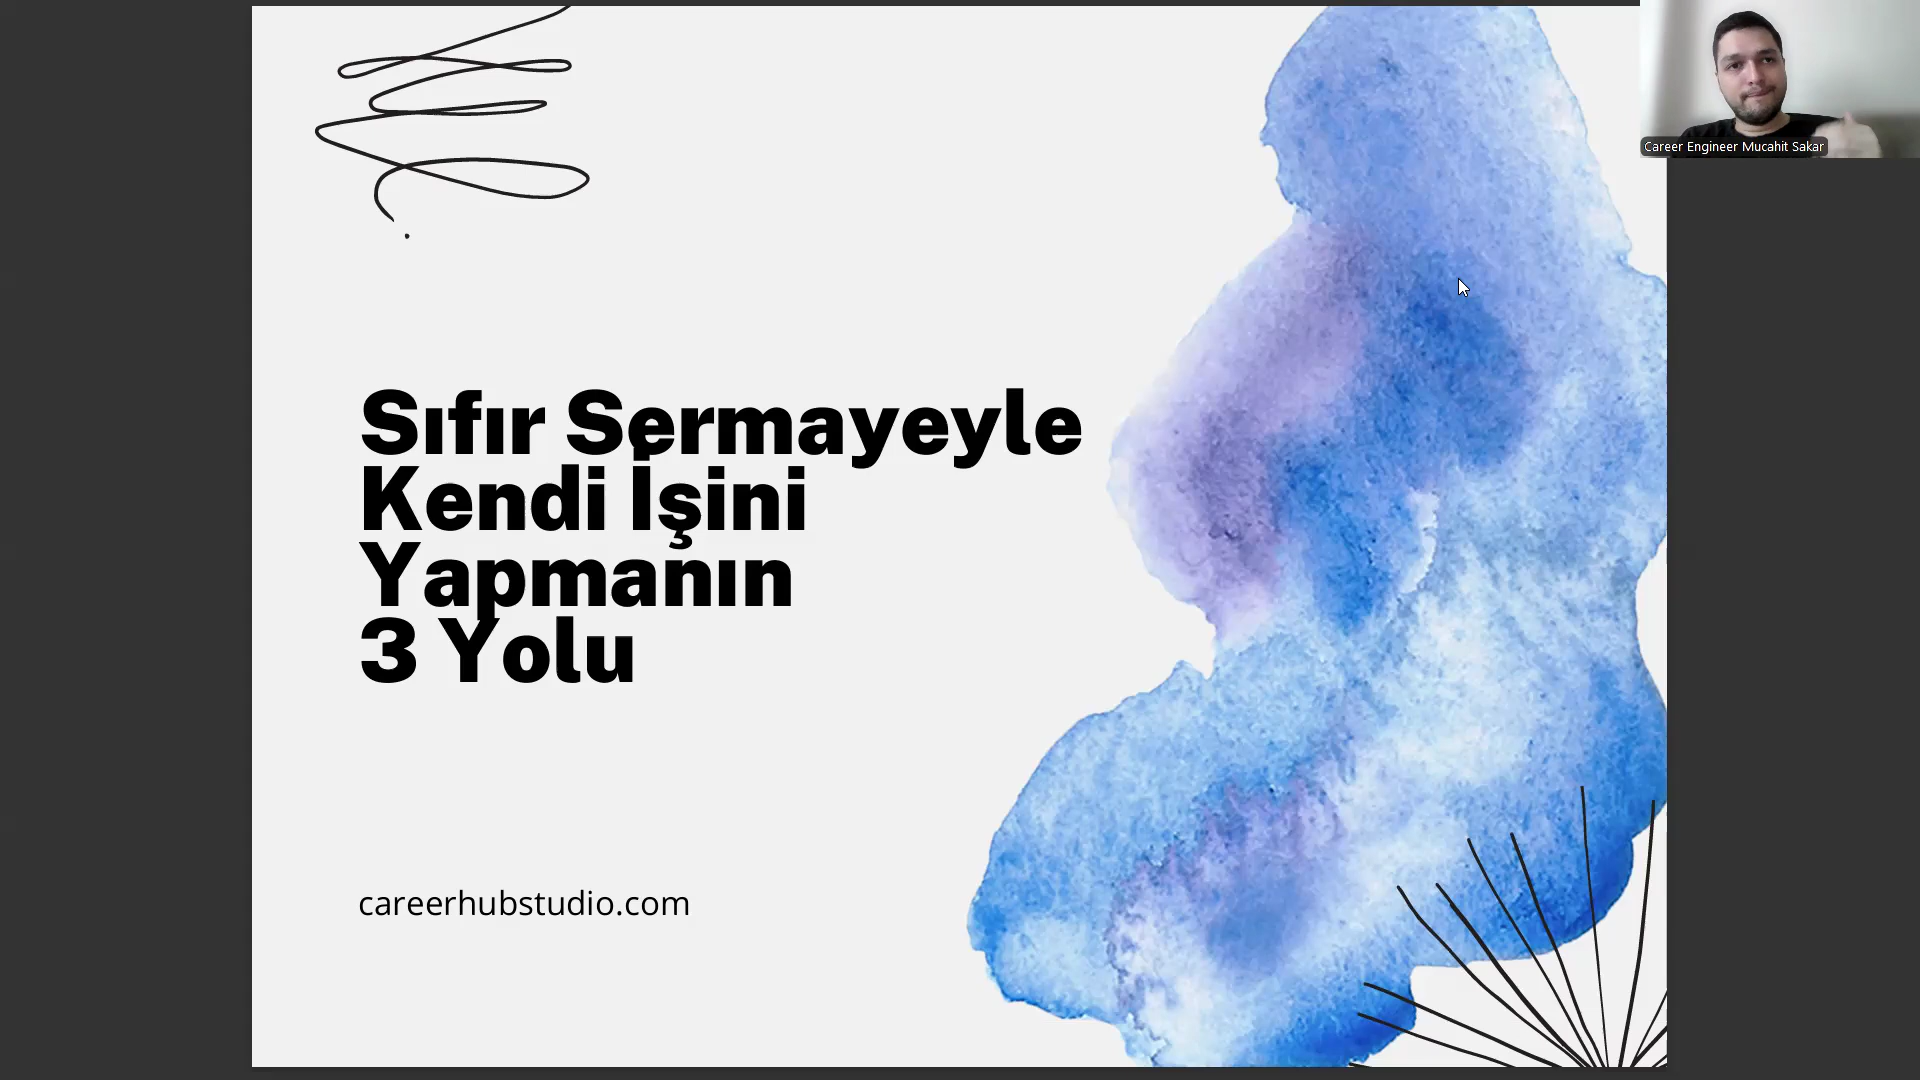 Career Engineer Mucahit Sakar
Sıfır Sermayeyle
Kendi İşini
Yapmanın
3 Yolu
careerhubstudio.com